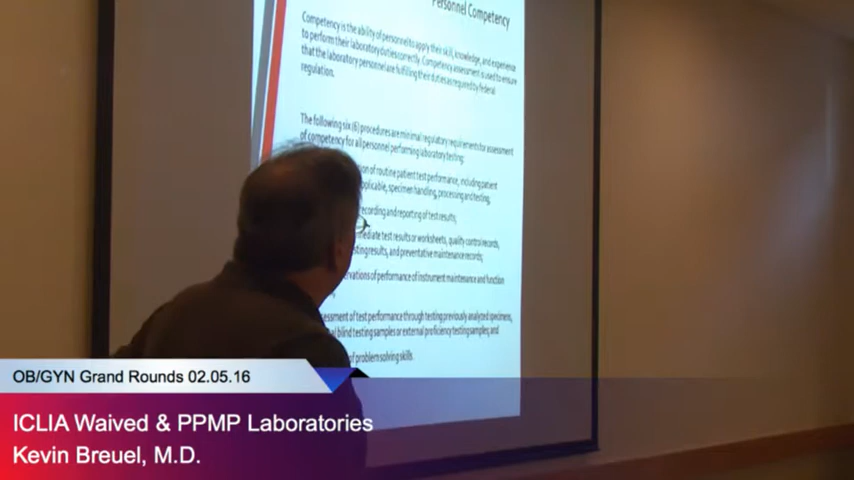 Personnel Competency
Competency is the ability of personnel to apply their skill, knowledge, and experience
to perform their laboratory duties correctly. Competency assessment is used to ensure
that the laboratory personnel are fulfilling their duties as required by federal
regulation.
The following six (6) procedures are minimal regulatory requirements for assessment
of competency for all personnel performing laboratory testing:
of routine patient test performance, including patient
specimen handling, processing and testing;
recording and reporting of test results;
test results or worksheets, quality control records,
results, and preventative maintenance records;
of performance of instrument maintenance and function
of test performance through testing previously analyzed specimens,
blind testing samples or external proficiency testing samples; and
of problem solving skills
OB/GYN Grand Rounds 02.05.16
ICLIA Waived & PPMP Laboratories
Kevin Breuel, M.D.